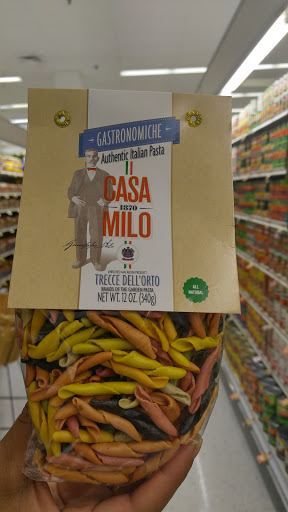 GASTRONOMICHE
Authentic Italian Pasta
CASA
1870
MILO
TRECCE DELL'ORTO
BRAIDS OF THE GARDEN PASTA
NET WT. 12 OZ. (340g)
ALL
NATURAL